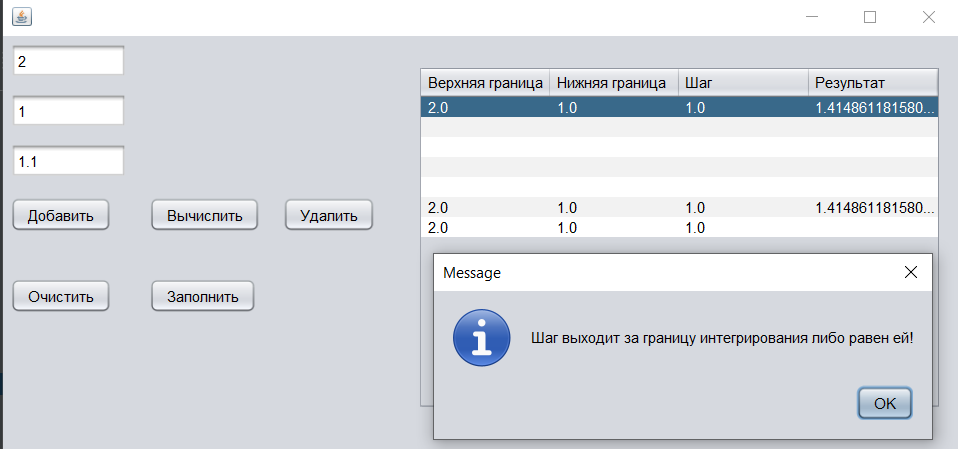 2
1
1.1
Добавить Вычислить Удалить
Очистить Заполнить
Верхняя граница Нижняя граница Шаг Результат
2.0 1.0 1.0 1.414861181580...
2.0 1.0 1.0 1.414861181580...
2.0 1.0 1.0
Message
Шаг выходит за границу интегрирования либо равен ей!
OK